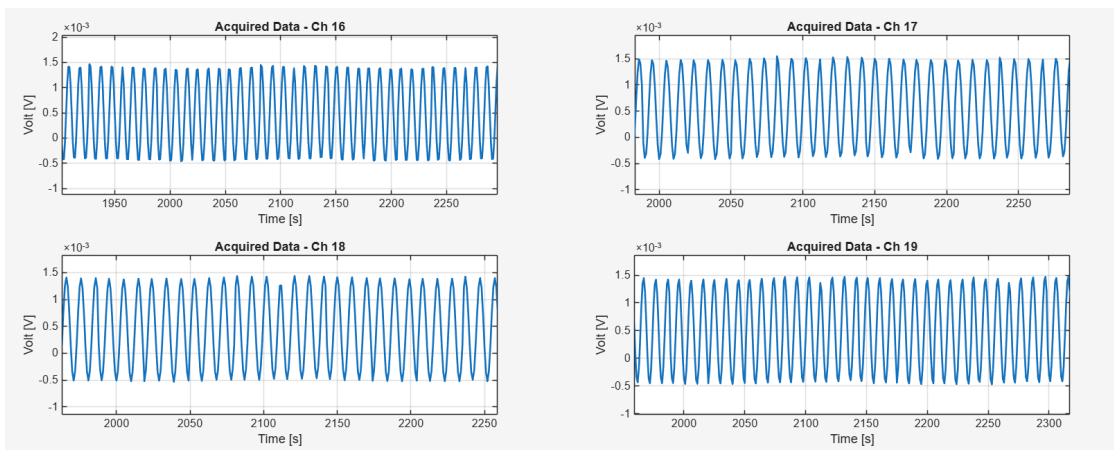 Acquired Data - Ch 16
×10-3
2
1.5
1
0.5
0
-0.5
-1
Volt [V]
1950 2000 2050 2100 2150 2200 2250
Time [s]
Acquired Data - Ch 17
×10-3
1.5
1
0.5
0
-0.5
-1
Volt [V]
2000 2050 2100 2150 2200 2250
Time [s]
Acquired Data - Ch 18
×10-3
1.5
1
0.5
0
-0.5
-1
Volt [V]
2000 2050 2100 2150 2200 2250
Time [s]
Acquired Data - Ch 19
×10-3
1.5
1
0.5
0
-0.5
-1
Volt [V]
2000 2050 2100 2150 2200 2250 2300
Time [s]